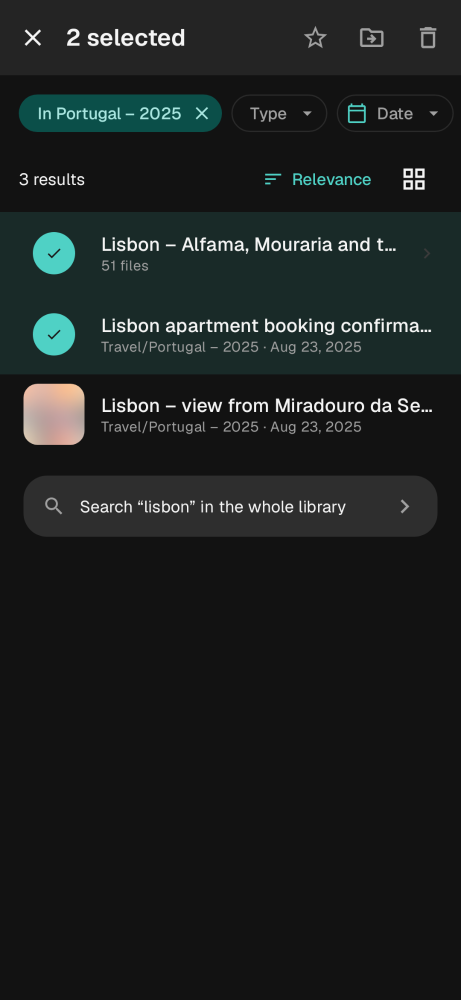 2 selected
In Portugal – 2025
Type
Date
3 results
Relevance
Lisbon – Alfama, Mouraria and t...
51 files
Lisbon apartment booking confirma...
Travel/Portugal – 2025 · Aug 23, 2025
Lisbon – view from Miradouro da Se...
Travel/Portugal – 2025 · Aug 23, 2025
Search “lisbon” in the whole library